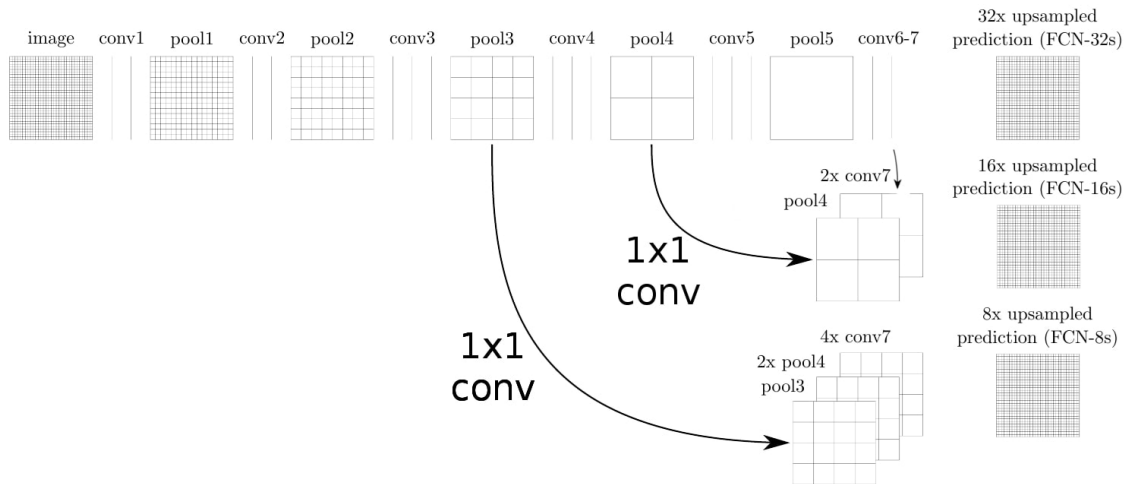 image conv1 pool1 conv2 pool2 conv3 pool3 conv4 pool4 conv5 pool5 conv6-7
32x upsampled
prediction (FCN-32s)
2x conv7
pool4
16x upsampled
prediction (FCN-16s)
1x1
conv
1x1
conv
4x conv7
2x pool4
pool3
8x upsampled
prediction (FCN-8s)